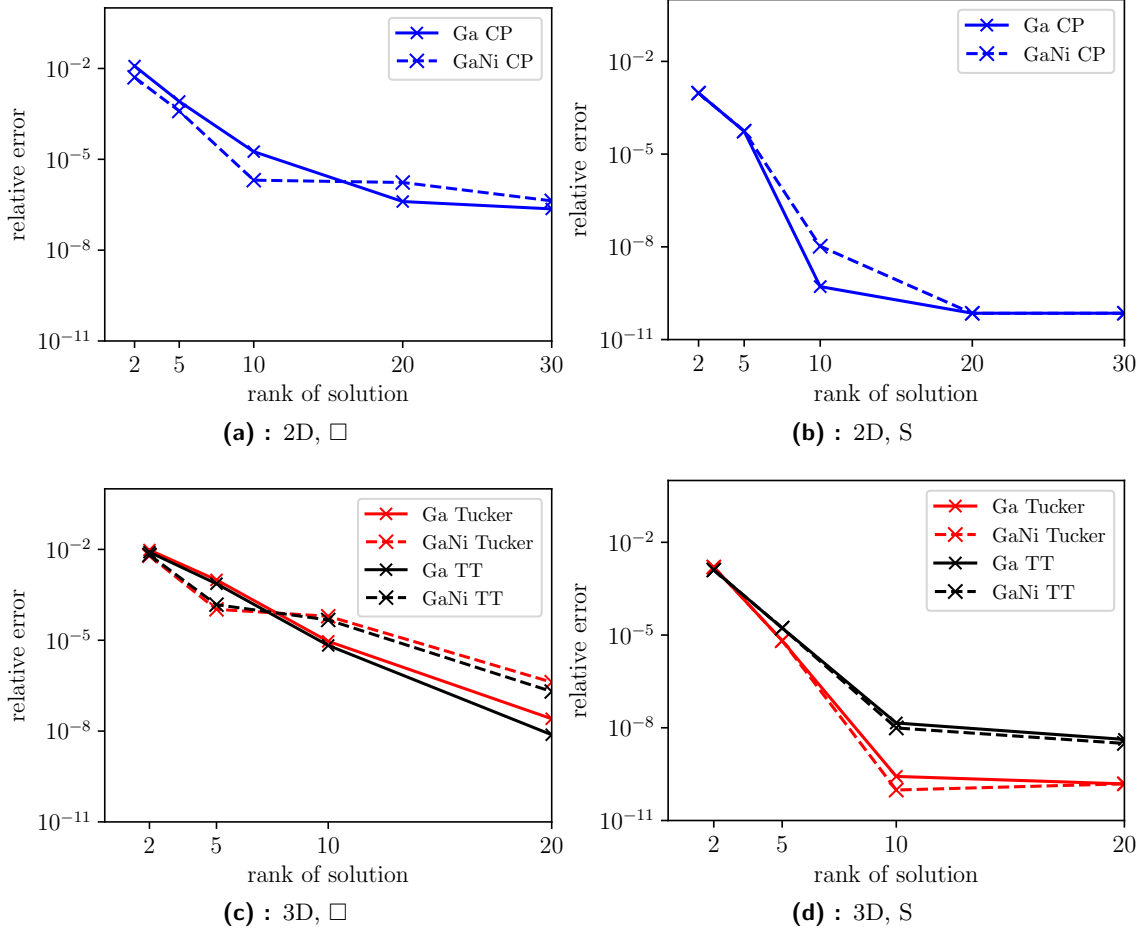 Ga CP
GaNi CP
10⁻²
10⁻⁵
10⁻⁸
10⁻¹¹
relative error
2 5 10 20 30
rank of solution
(a) : 2D, □
Ga CP
GaNi CP
10⁻²
10⁻⁵
10⁻⁸
10⁻¹¹
relative error
2 5 10 20 30
rank of solution
(b) : 2D, S
Ga Tucker
GaNi Tucker
Ga TT
GaNi TT
10⁻²
10⁻⁵
10⁻⁸
10⁻¹¹
relative error
2 5 10 20
rank of solution
(c) : 3D, □
Ga Tucker
GaNi Tucker
Ga TT
GaNi TT
10⁻²
10⁻⁵
10⁻⁸
10⁻¹¹
relative error
2 5 10 20
rank of solution
(d) : 3D, S